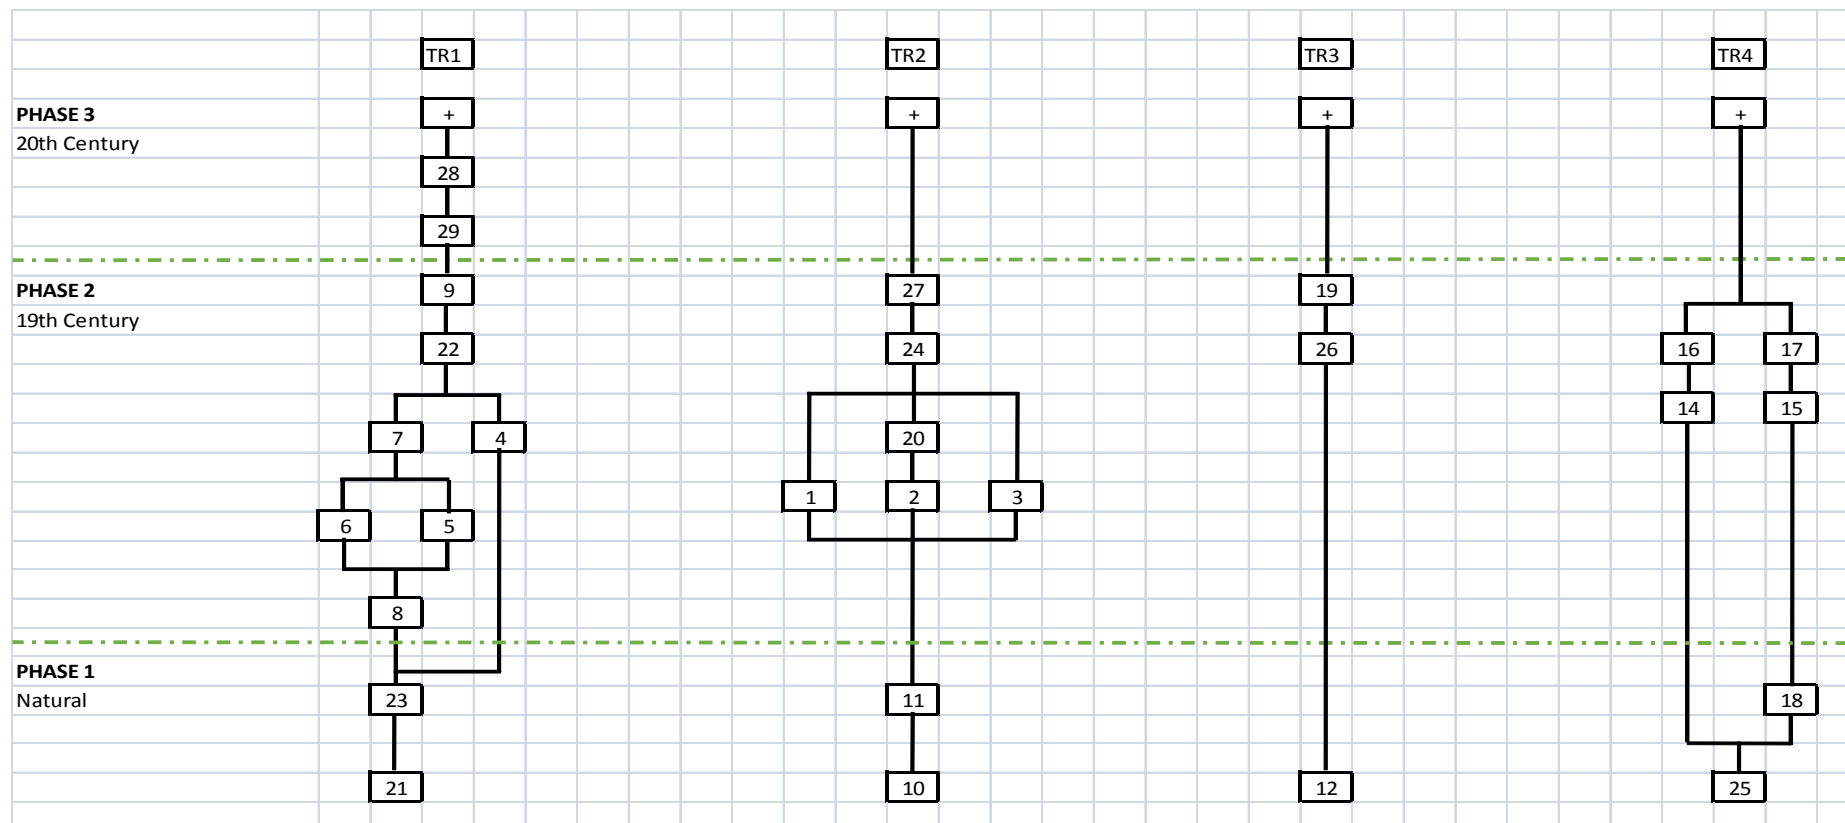 TR1 TR2 TR3 TR4
PHASE 3 + + + +
20th Century
28
29
PHASE 2 9 27 19
19th Century
22 24 26 16 17
14 15
7 4 20
1 2 3
6 5
8
PHASE 1
Natural 23 11 18
21 10 12 25